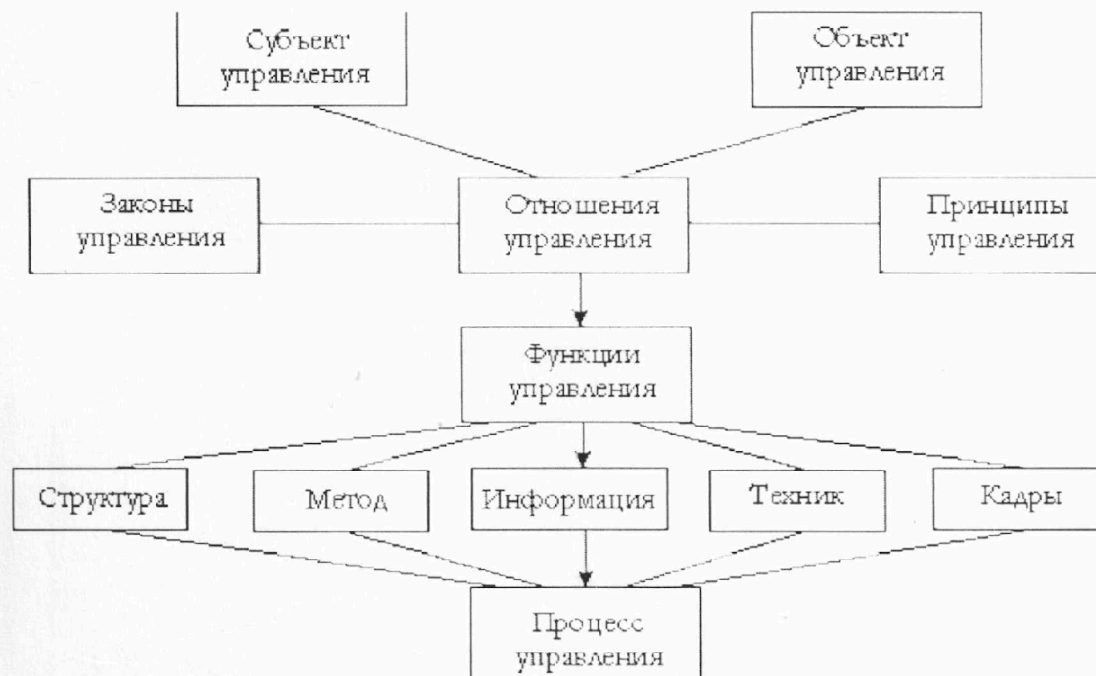 Субъект
управления
Объект
управления
Законы
управления
Отношения
управления
Принципы
управления
Функции
управления
Структура
Метод
Информация
Техник
Кадры
Процесс
управления